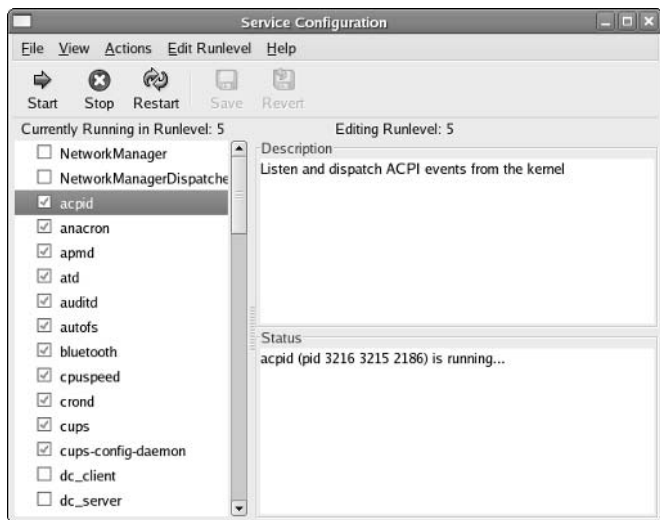 Service Configuration
File View Actions Edit Runlevel Help
Start Stop Restart Save Revert
Currently Running in Runlevel: 5
Editing Runlevel: 5
NetworkManager
NetworkManagerDispatche
acpid
anacron
apmd
atd
auditd
autofs
bluetooth
cpuspeed
crond
cups
cups-config-daemon
dc_client
dc_server
Description
Listen and dispatch ACPI events from the kernel
Status
acpid (pid 3216 3215 2186) is running...